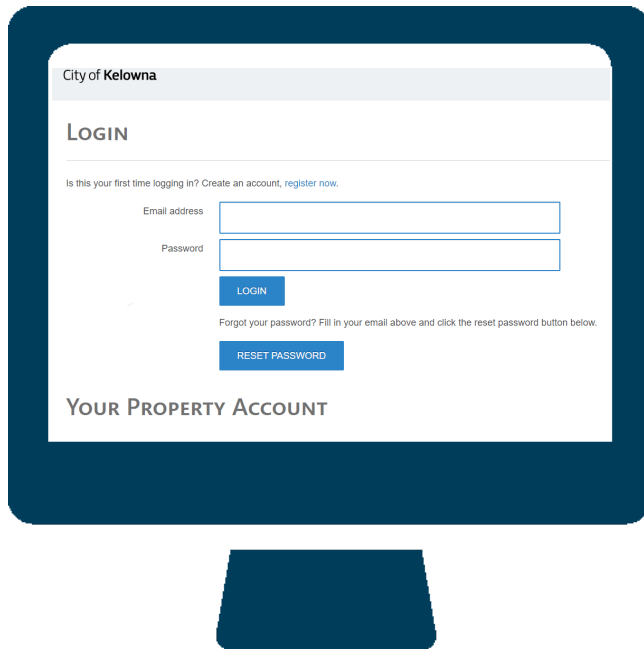 City of Kelowna
LOGIN
Is this your first time logging in? Create an account, register now.
Email address
Password
LOGIN
Forgot your password? Fill in your email above and click the reset password button below.
RESET PASSWORD
YOUR PROPERTY ACCOUNT